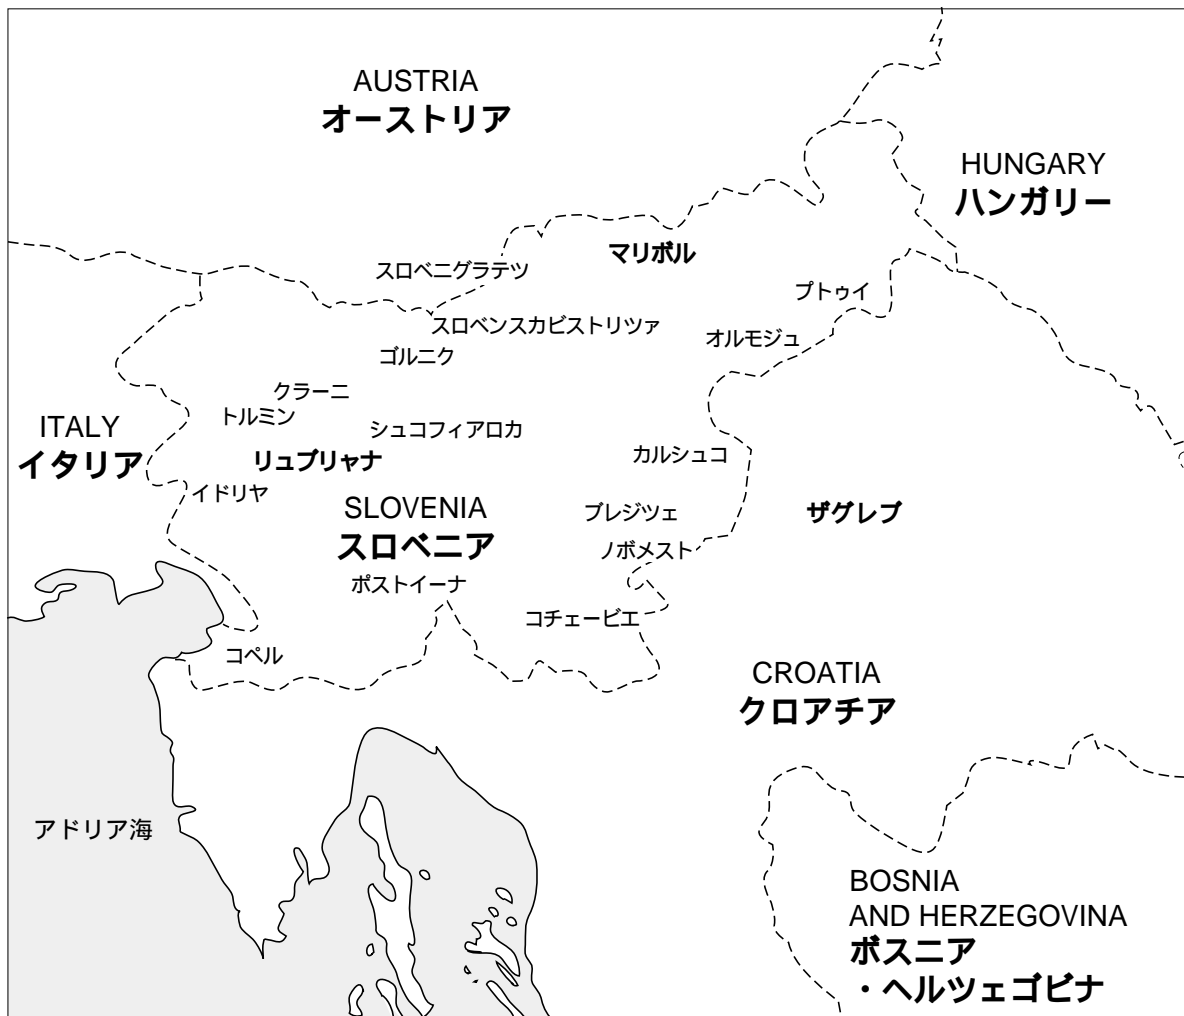 AUSTRIA
オーストリア
HUNGARY
ハンガリー
マリボル
スロベニグラテツ
プトゥイ
スロベンスカビストリツァ
オルモジュ
ゴルニク
クラーニ
トルミン
ITALY
イタリア
シュコフィアロカ
カルシュコ
リュブリャナ
イドリヤ
SLOVENIA
スロベニア
ブレジツェ
ザグレブ
ノボメスト
ポストイーナ
コチェービエ
コペル
CROATIA
クロアチア
アドリア海
BOSNIA
AND HERZEGOVINA
ボスニア
・ヘルツェゴビナ